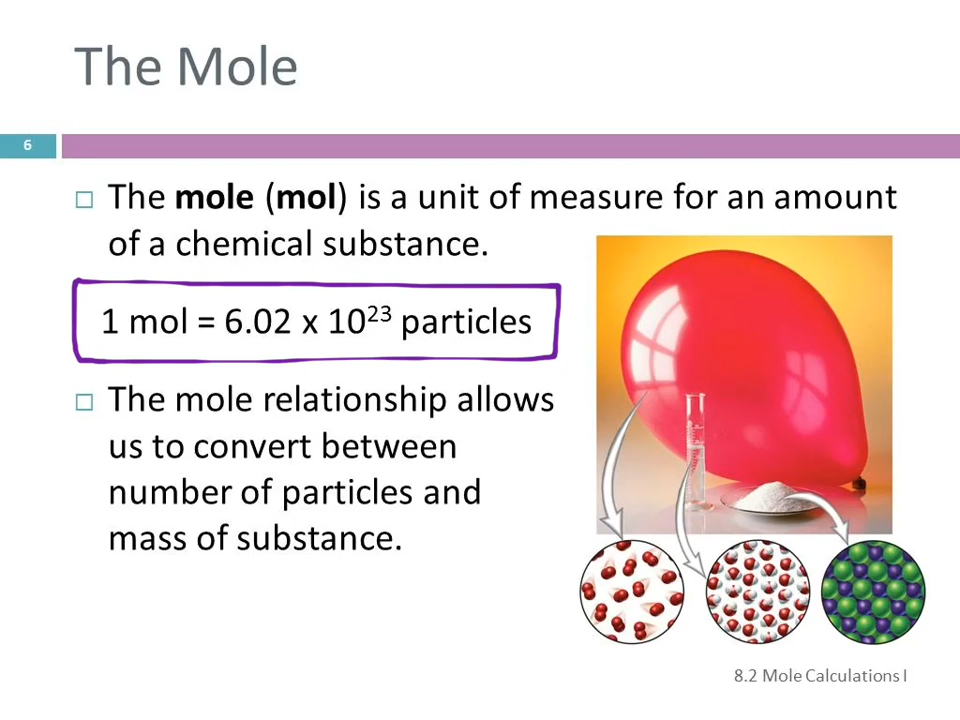 The Mole
6
The mole (mol) is a unit of measure for an amount
of a chemical substance.
1 mol = 6.02 x 10²³ particles
The mole relationship allows
us to convert between
number of particles and
mass of substance.
8.2 Mole Calculations I